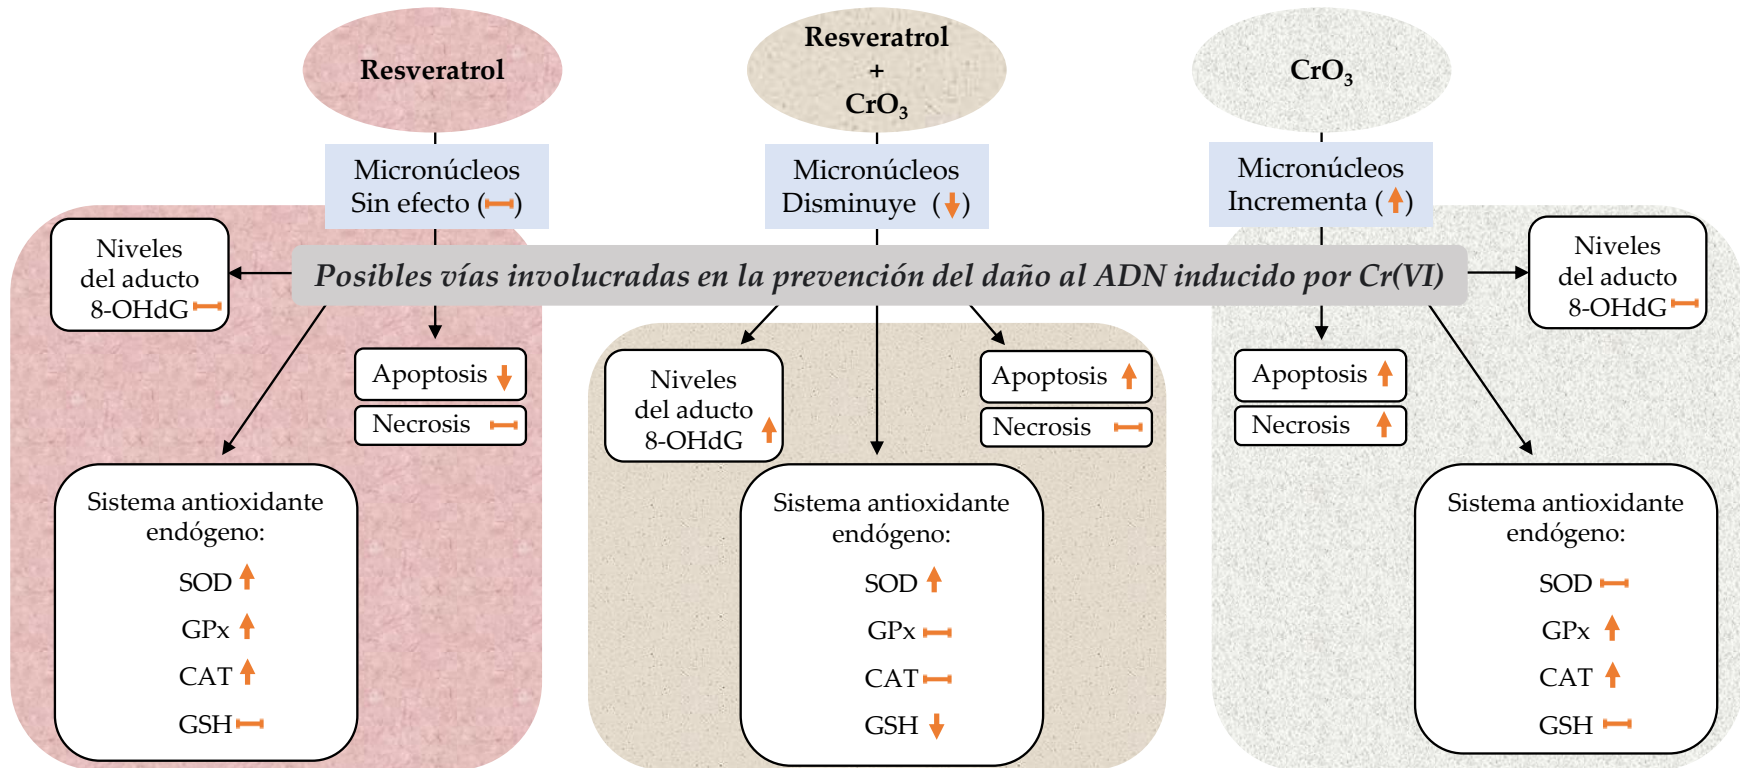 Resveratrol
Resveratrol
+
CrO₃
CrO₃
Micronúcleos
Sin efecto ( )
Micronúcleos
Disminuye ( )
Micronúcleos
Incrementa ( )
Posibles vías involucradas en la prevención del daño al ADN inducido por Cr(VI)
Niveles
del aducto
8-OHdG
Apoptosis
Necrosis
Sistema antioxidante
endógeno:
SOD
GPx
CAT
GSH
Niveles
del aducto
8-OHdG
Apoptosis
Necrosis
Sistema antioxidante
endógeno:
SOD
GPx
CAT
GSH
Niveles
del aducto
8-OHdG
Apoptosis
Necrosis
Sistema antioxidante
endógeno:
SOD
GPx
CAT
GSH